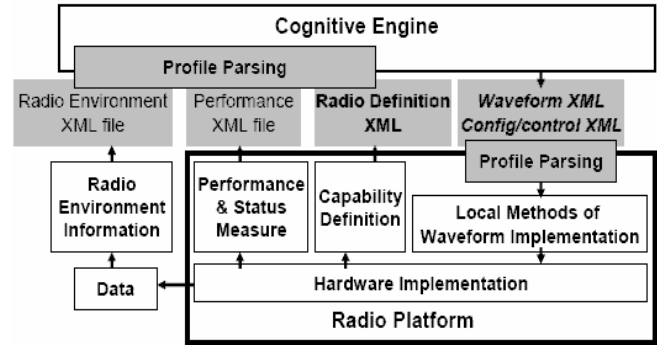 Cognitive Engine
Profile Parsing
Radio Environment
XML file
Performance
XML file
Radio Definition
XML
Waveform XML
Config/control XML
Profile Parsing
Radio
Environment
Information
Performance
& Status
Measure
Capability
Definition
Local Methods of
Waveform Implementation
Data
Hardware Implementation
Radio Platform